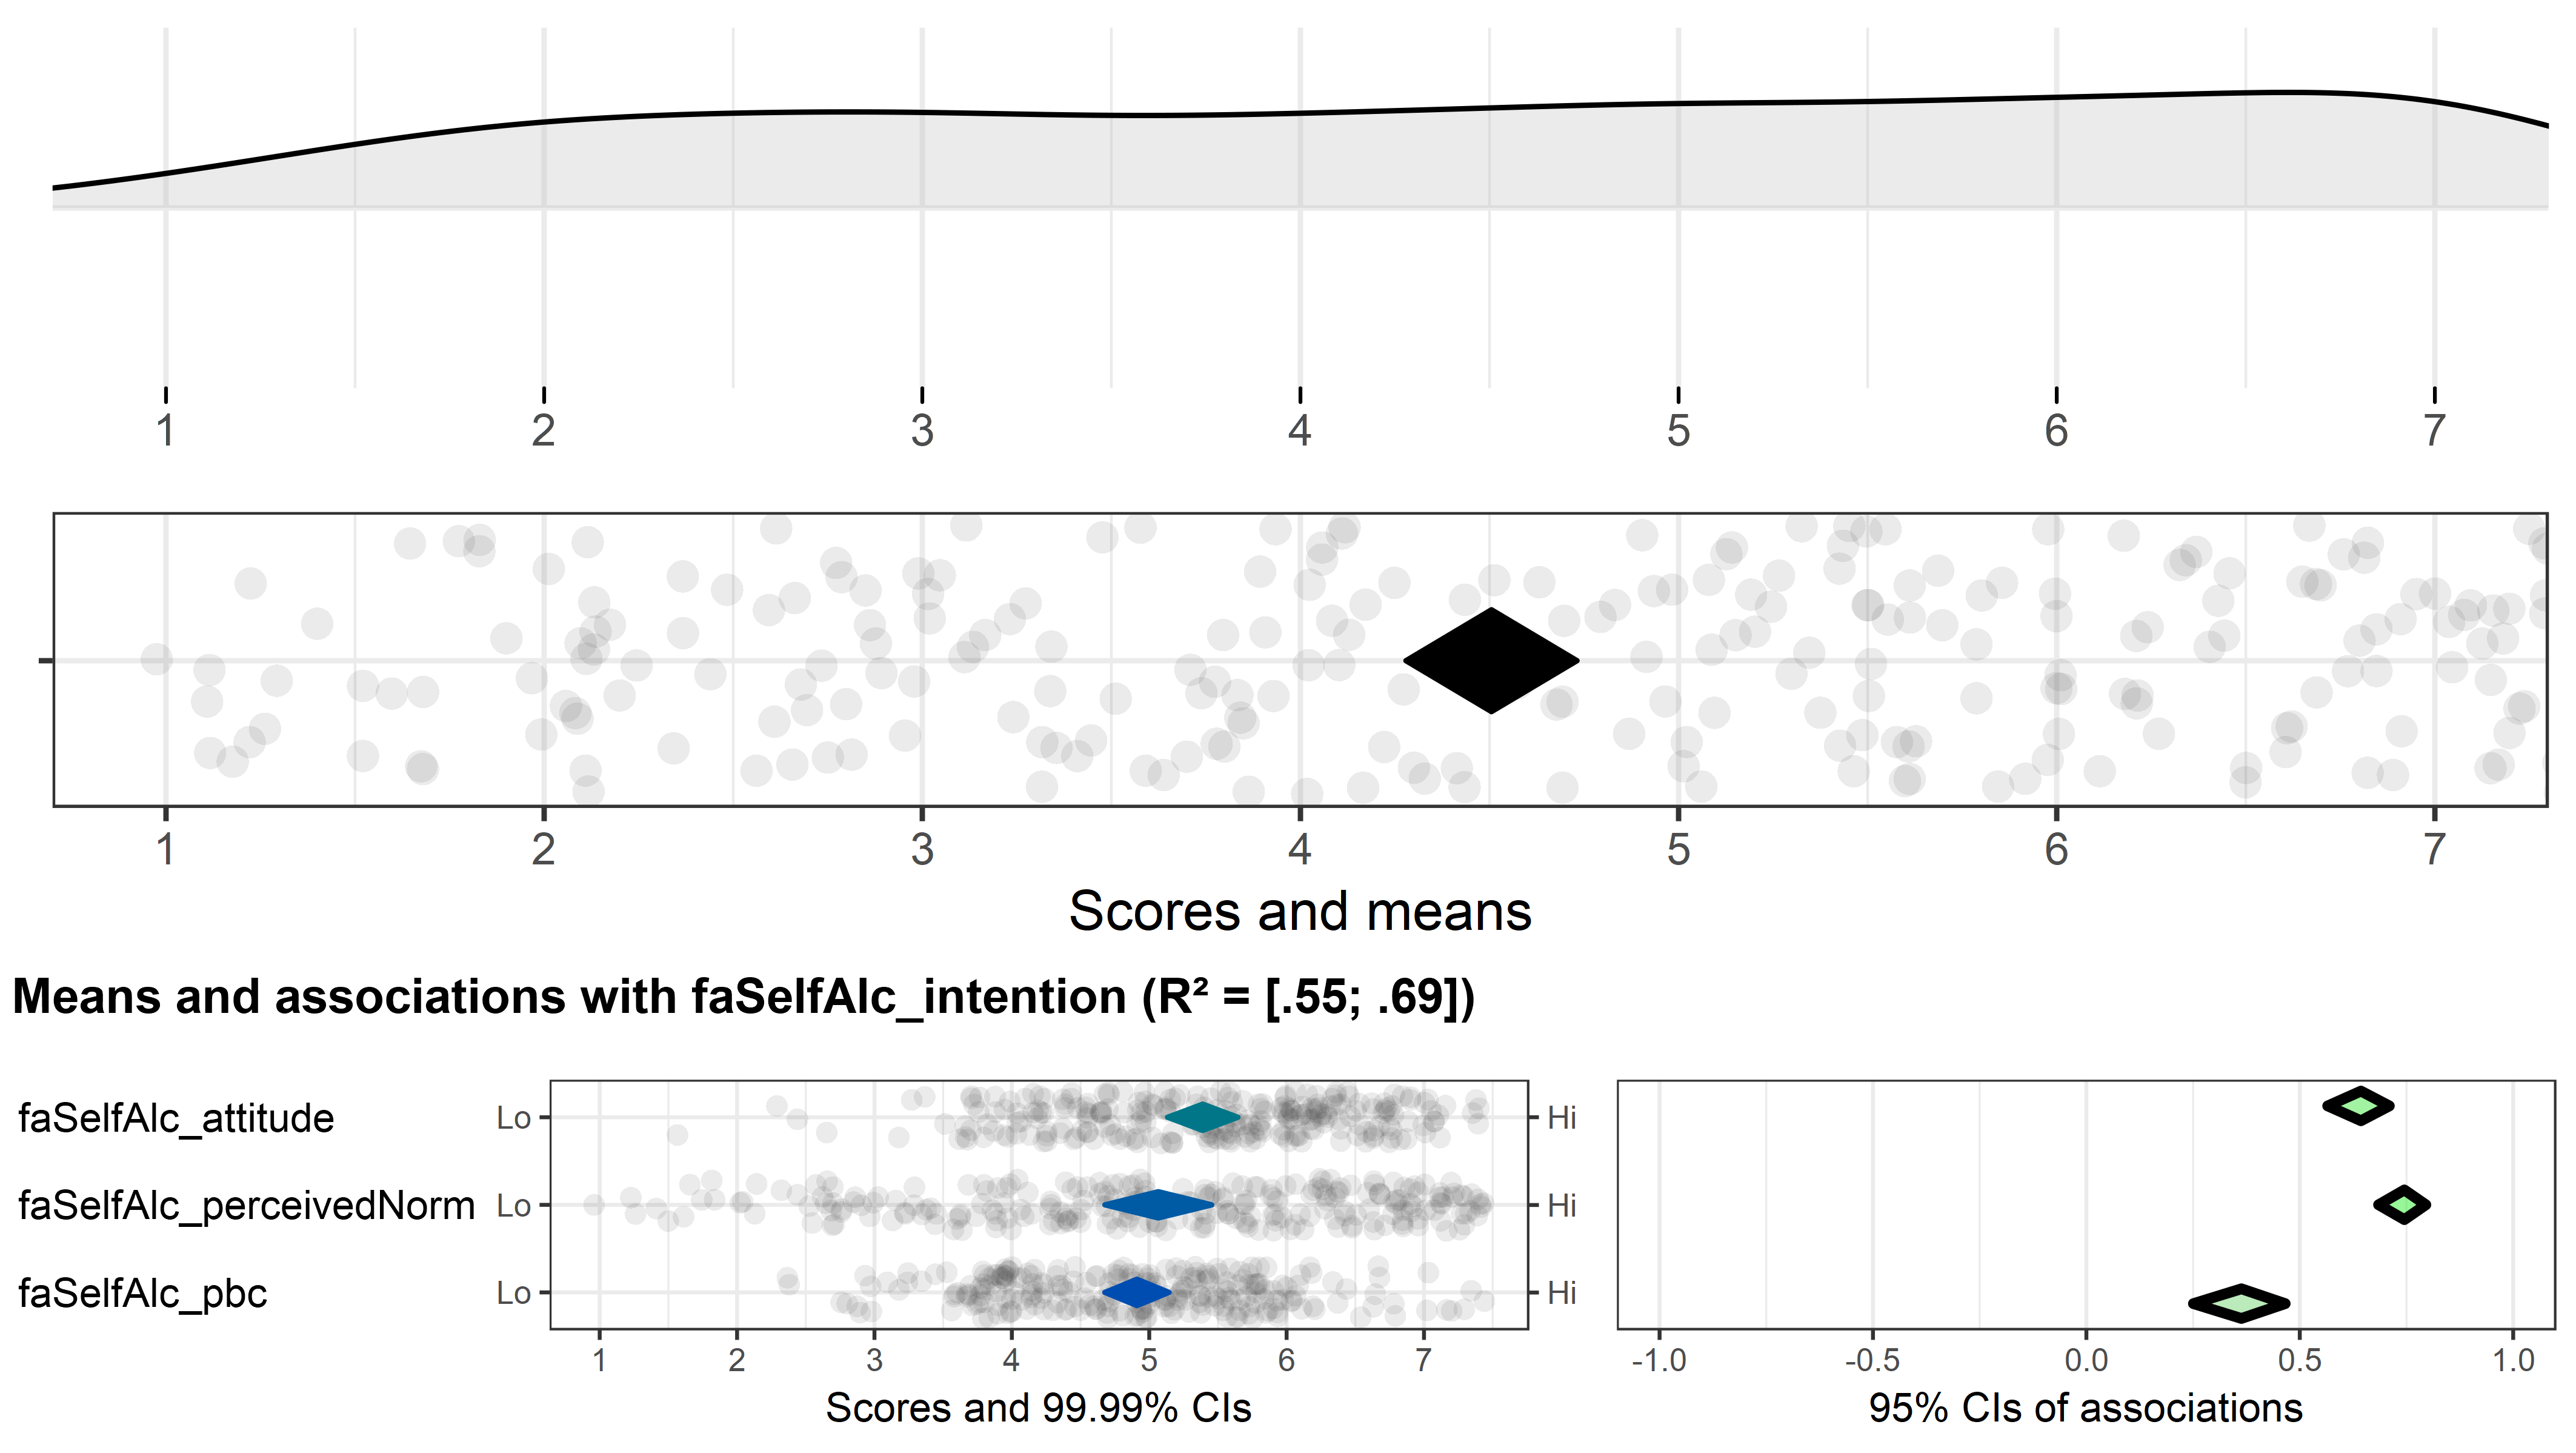 1 2 3 4 5 6 7
1 2 3 4 5 6 7
Scores and means
Means and associations with faSelfAlc_intention (R² = [.55; .69])
faSelfAlc_attitude Lo Hi
faSelfAlc_perceivedNorm Lo Hi
faSelfAlc_pbc Lo Hi
1 2 3 4 5 6 7 -1.0 -0.5 0.0 0.5 1.0
Scores and 99.99% CIs 95% CIs of associations